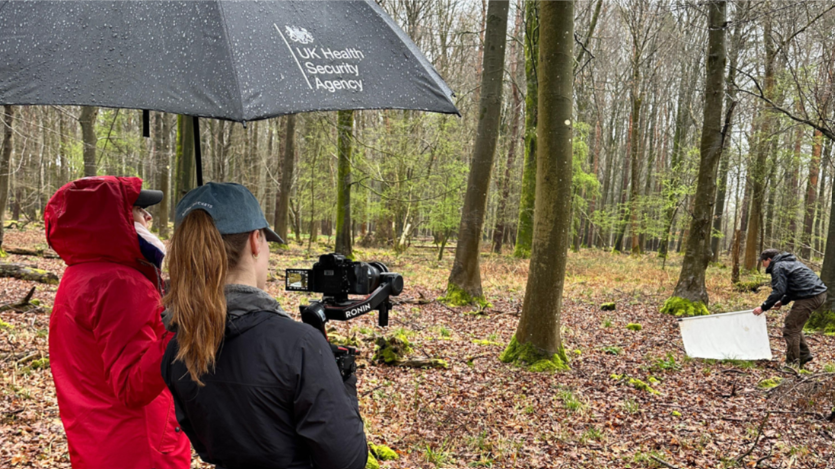 UK Health
Security
Agency
RONIN